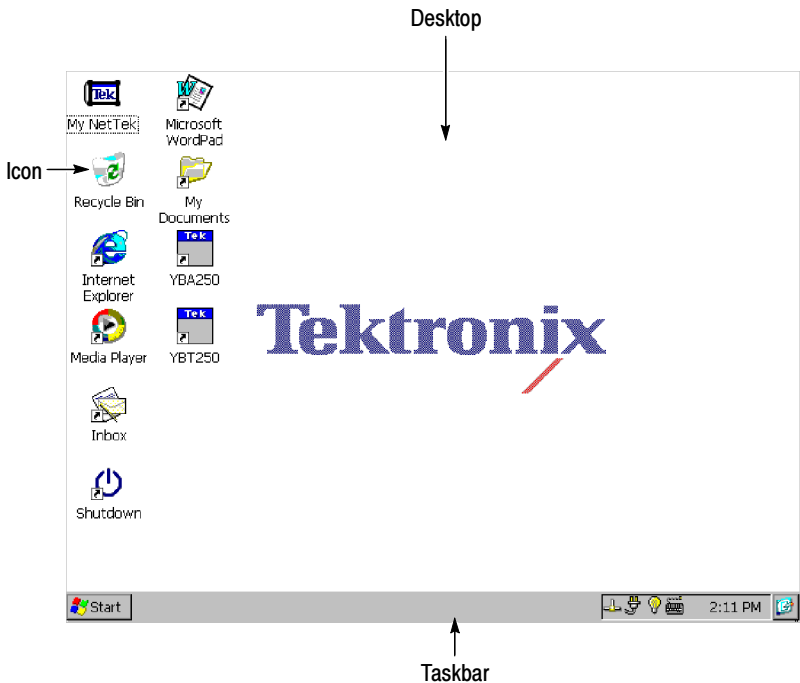 Desktop
Tek
My NetTek
W
Microsoft
WordPad
Icon
Recycle Bin
My
Documents
Internet
Explorer
Tek
YBA250
Media Player
Tek
YBT250
Tektronix
Inbox
Shutdown
Start
2:11 PM
Taskbar